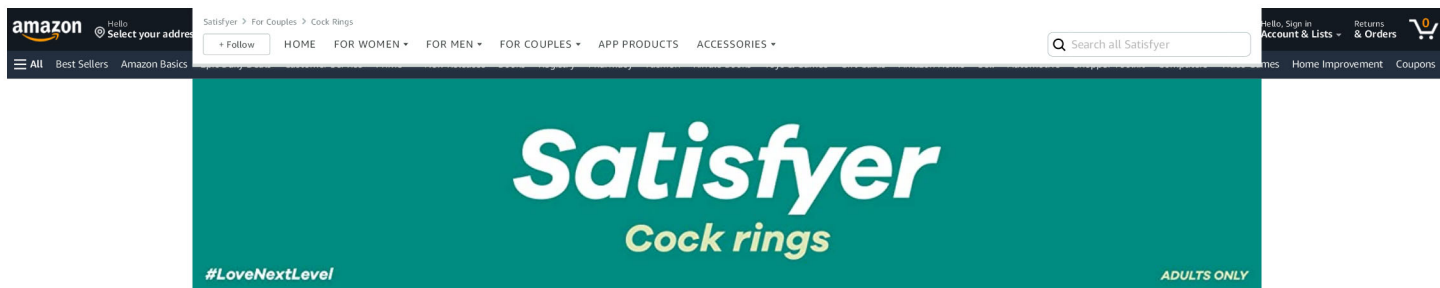 amazon
Hello
Select your addres
Satisfyer > For Couples > Cock Rings
+ Follow
HOME FOR WOMEN FOR MEN FOR COUPLES APP PRODUCTS ACCESSORIES
Search all Satisfyer
Hello, Sign in
Account & Lists
Returns
& Orders
0
All Best Sellers Amazon Basics
mes Home Improvement Coupons
Satisfyer
Cock rings
#LoveNextLevel
ADULTS ONLY